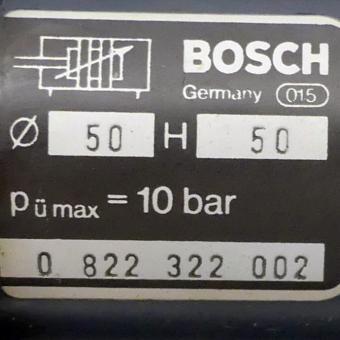 BOSCH
Germany 015
Ø 50 H 50
pü max = 10 bar
0 822 322 002